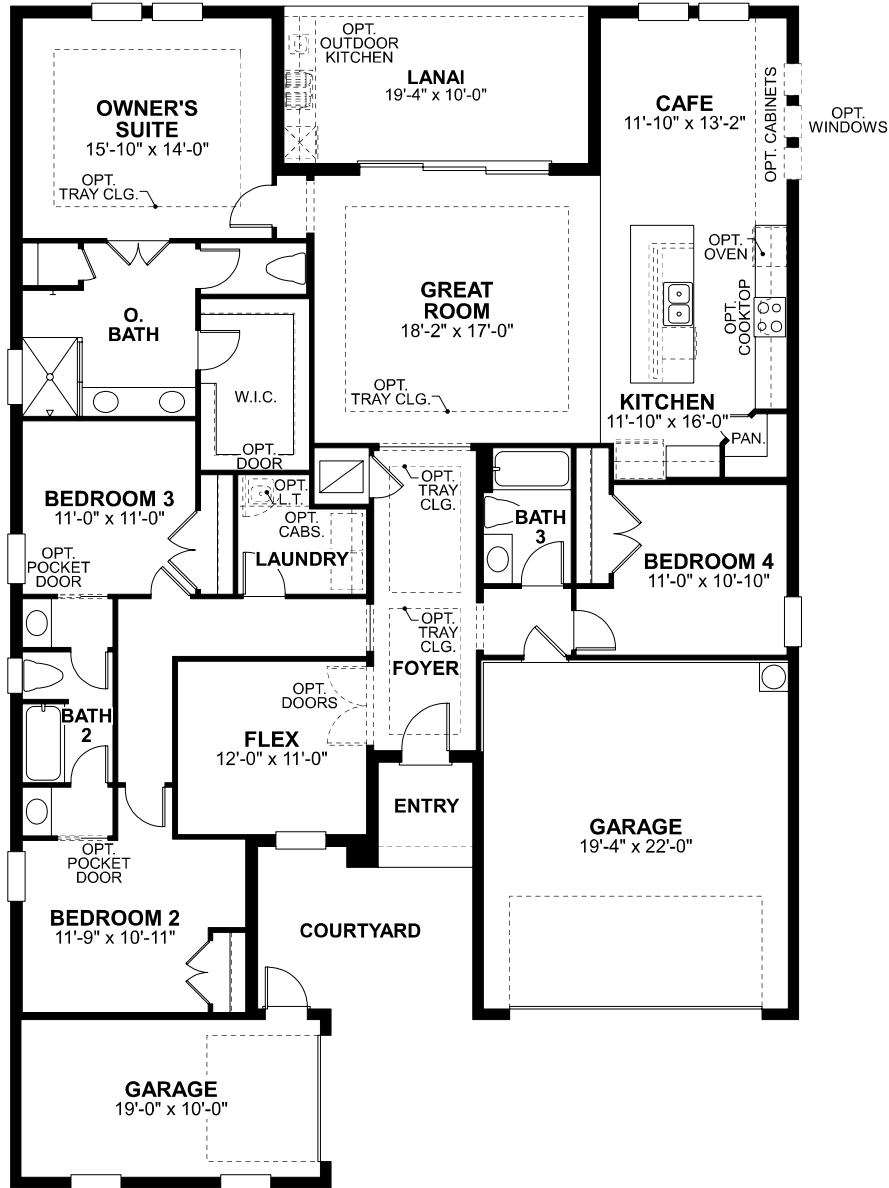 OPT.
OUTDOOR
KITCHEN
LANAI
19'-4" x 10'-0"
OWNER'S
SUITE
15'-10" x 14'-0"
OPT.
TRAY CLG.
CAFE
11'-10" x 13'-2"
OPT. CABINETS
OPT.
WINDOWS
OPT.
OVEN
OPT.
COOKTOP
GREAT
ROOM
18'-2" x 17'-0"
OPT.
TRAY CLG.
O.
BATH
W.I.C.
OPT.
DOOR
KITCHEN
11'-10" x 16'-0"
PAN.
BEDROOM 3
11'-0" x 11'-0"
OPT.
L.T.
OPT.
CABS.
LAUNDRY
OPT.
TRAY
CLG.
BATH
3
BEDROOM 4
11'-0" x 10'-10"
OPT.
POCKET
DOOR
OPT.
TRAY
CLG.
FOYER
OPT.
DOORS
BATH
2
FLEX
12'-0" x 11'-0"
ENTRY
GARAGE
19'-4" x 22'-0"
OPT.
POCKET
DOOR
BEDROOM 2
11'-9" x 10'-11"
COURTYARD
GARAGE
19'-0" x 10'-0"